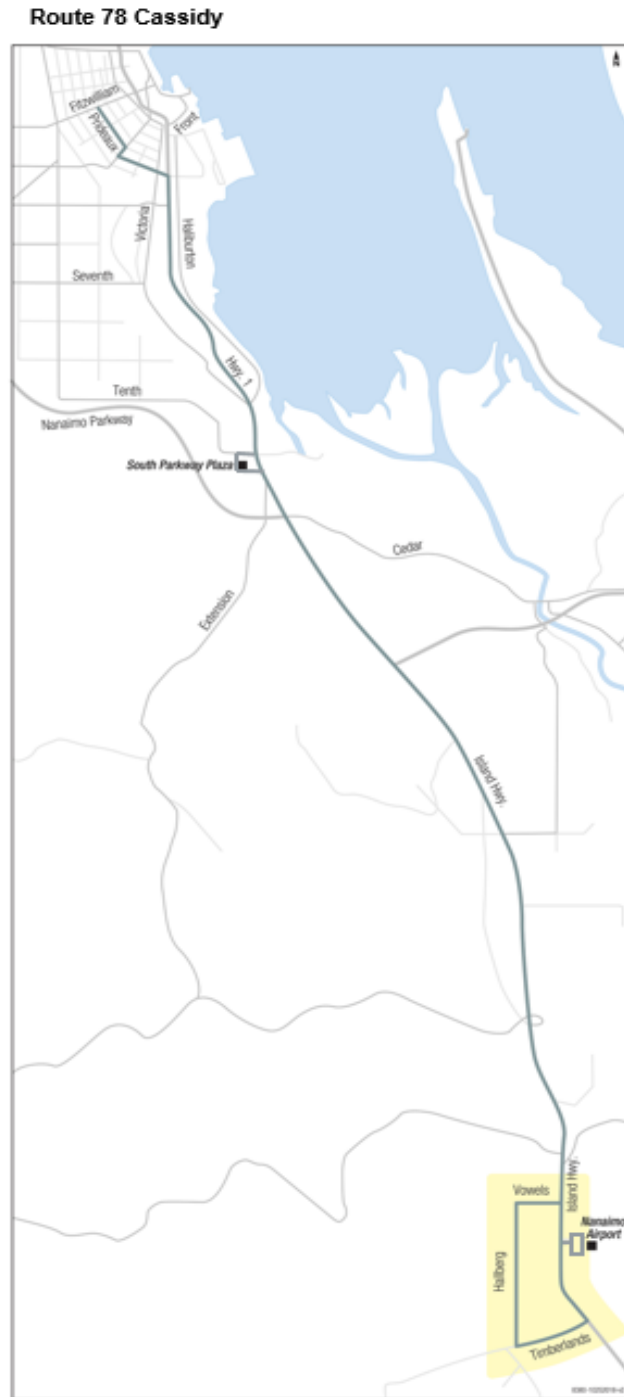 Route 78 Cassidy
N
Fitzwilliam
Prideaux
Front
Victoria
Haliburton
Seventh
Hwy. 1
Tenth
Nanaimo Parkway
South Parkway Plaza
Cedar
Extension
Island Hwy.
Island Hwy.
Vowels
Nanaimo
Airport
Hallberg
Timberlands